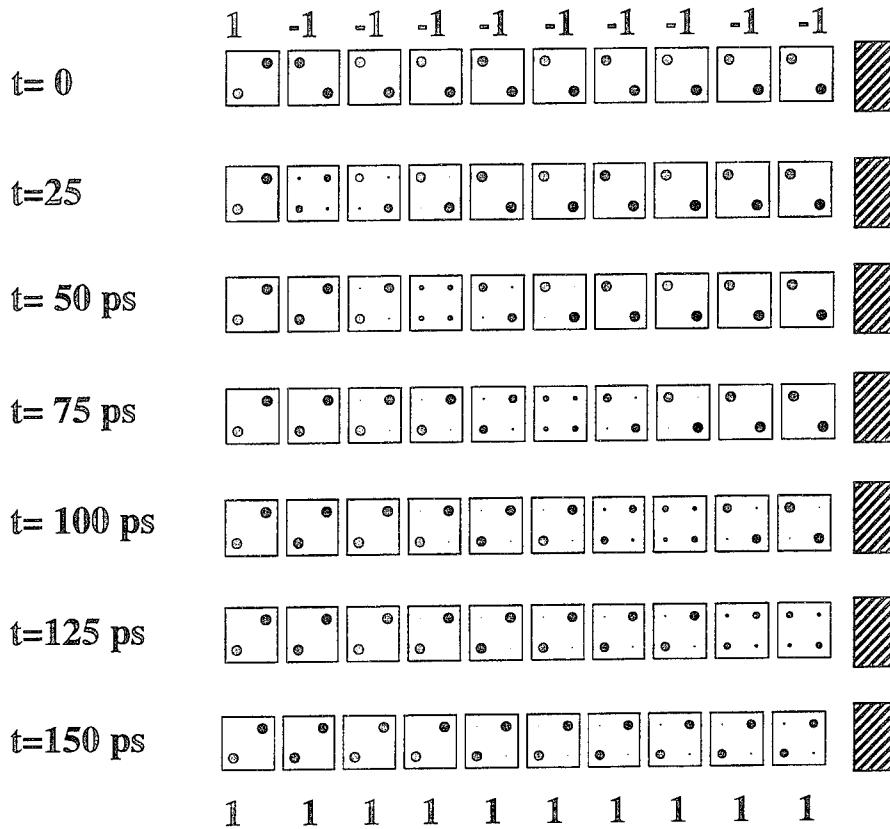 1 -1 -1 -1 -1 -1 -1 -1 -1 -1
t= 0
t=25
t= 50 ps
t= 75 ps
t= 100 ps
t=125 ps
t=150 ps
1 1 1 1 1 1 1 1 1 1